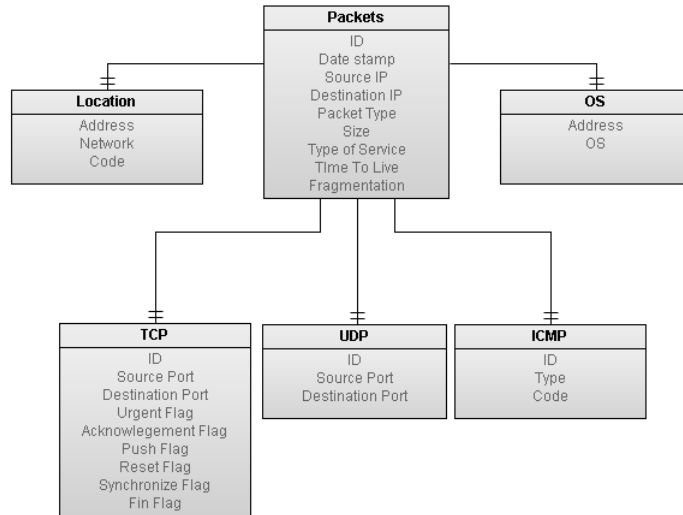 Packets
ID
Date stamp
Source IP
Destination IP
Packet Type
Size
Type of Service
TIme To Live
Fragmentation
Location
Address
Network
Code
OS
Address
OS
TCP
ID
Source Port
Destination Port
Urgent Flag
Acknowlegement Flag
Push Flag
Reset Flag
Synchronize Flag
Fin Flag
UDP
ID
Source Port
Destination Port
ICMP
ID
Type
Code